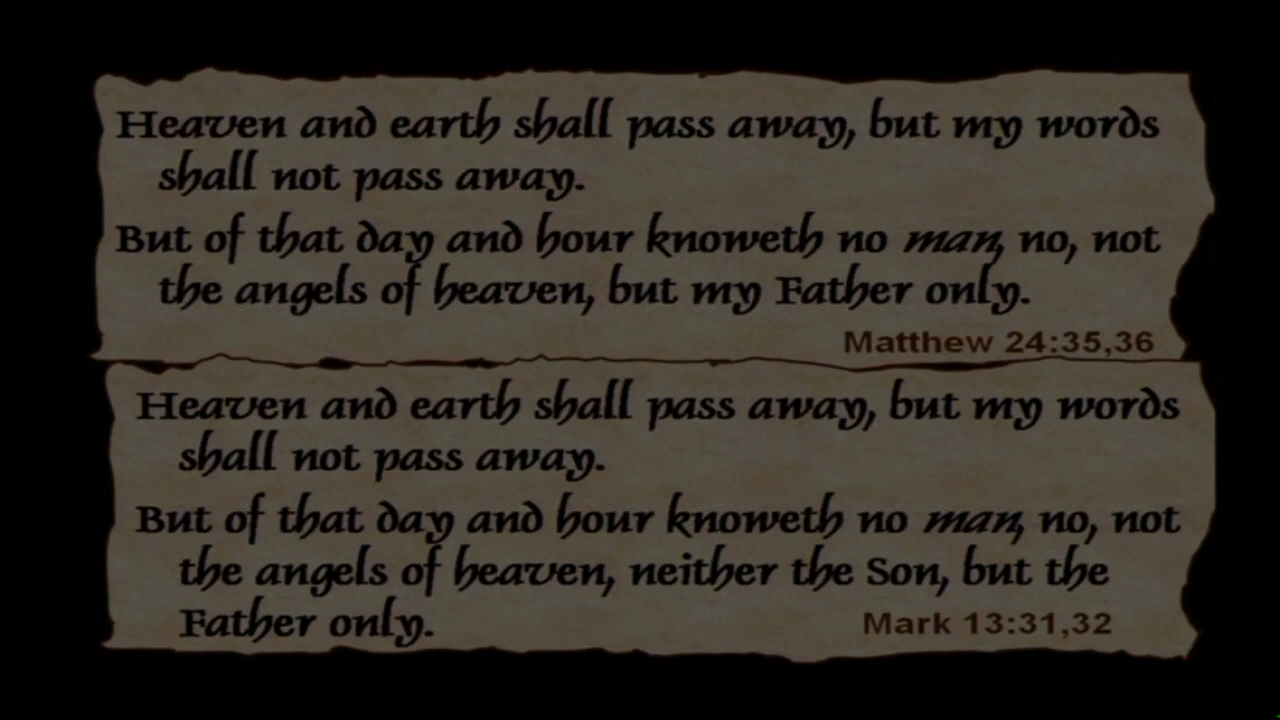 Heaven and earth shall pass away, but my words
shall not pass away.
But of that day and hour knoweth no man, no, not
the angels of heaven, but my Father only.
Matthew 24:35,36
Heaven and earth shall pass away, but my words
shall not pass away.
But of that day and hour knoweth no man, no, not
the angels of heaven, neither the Son, but the
Father only.
Mark 13:31,32